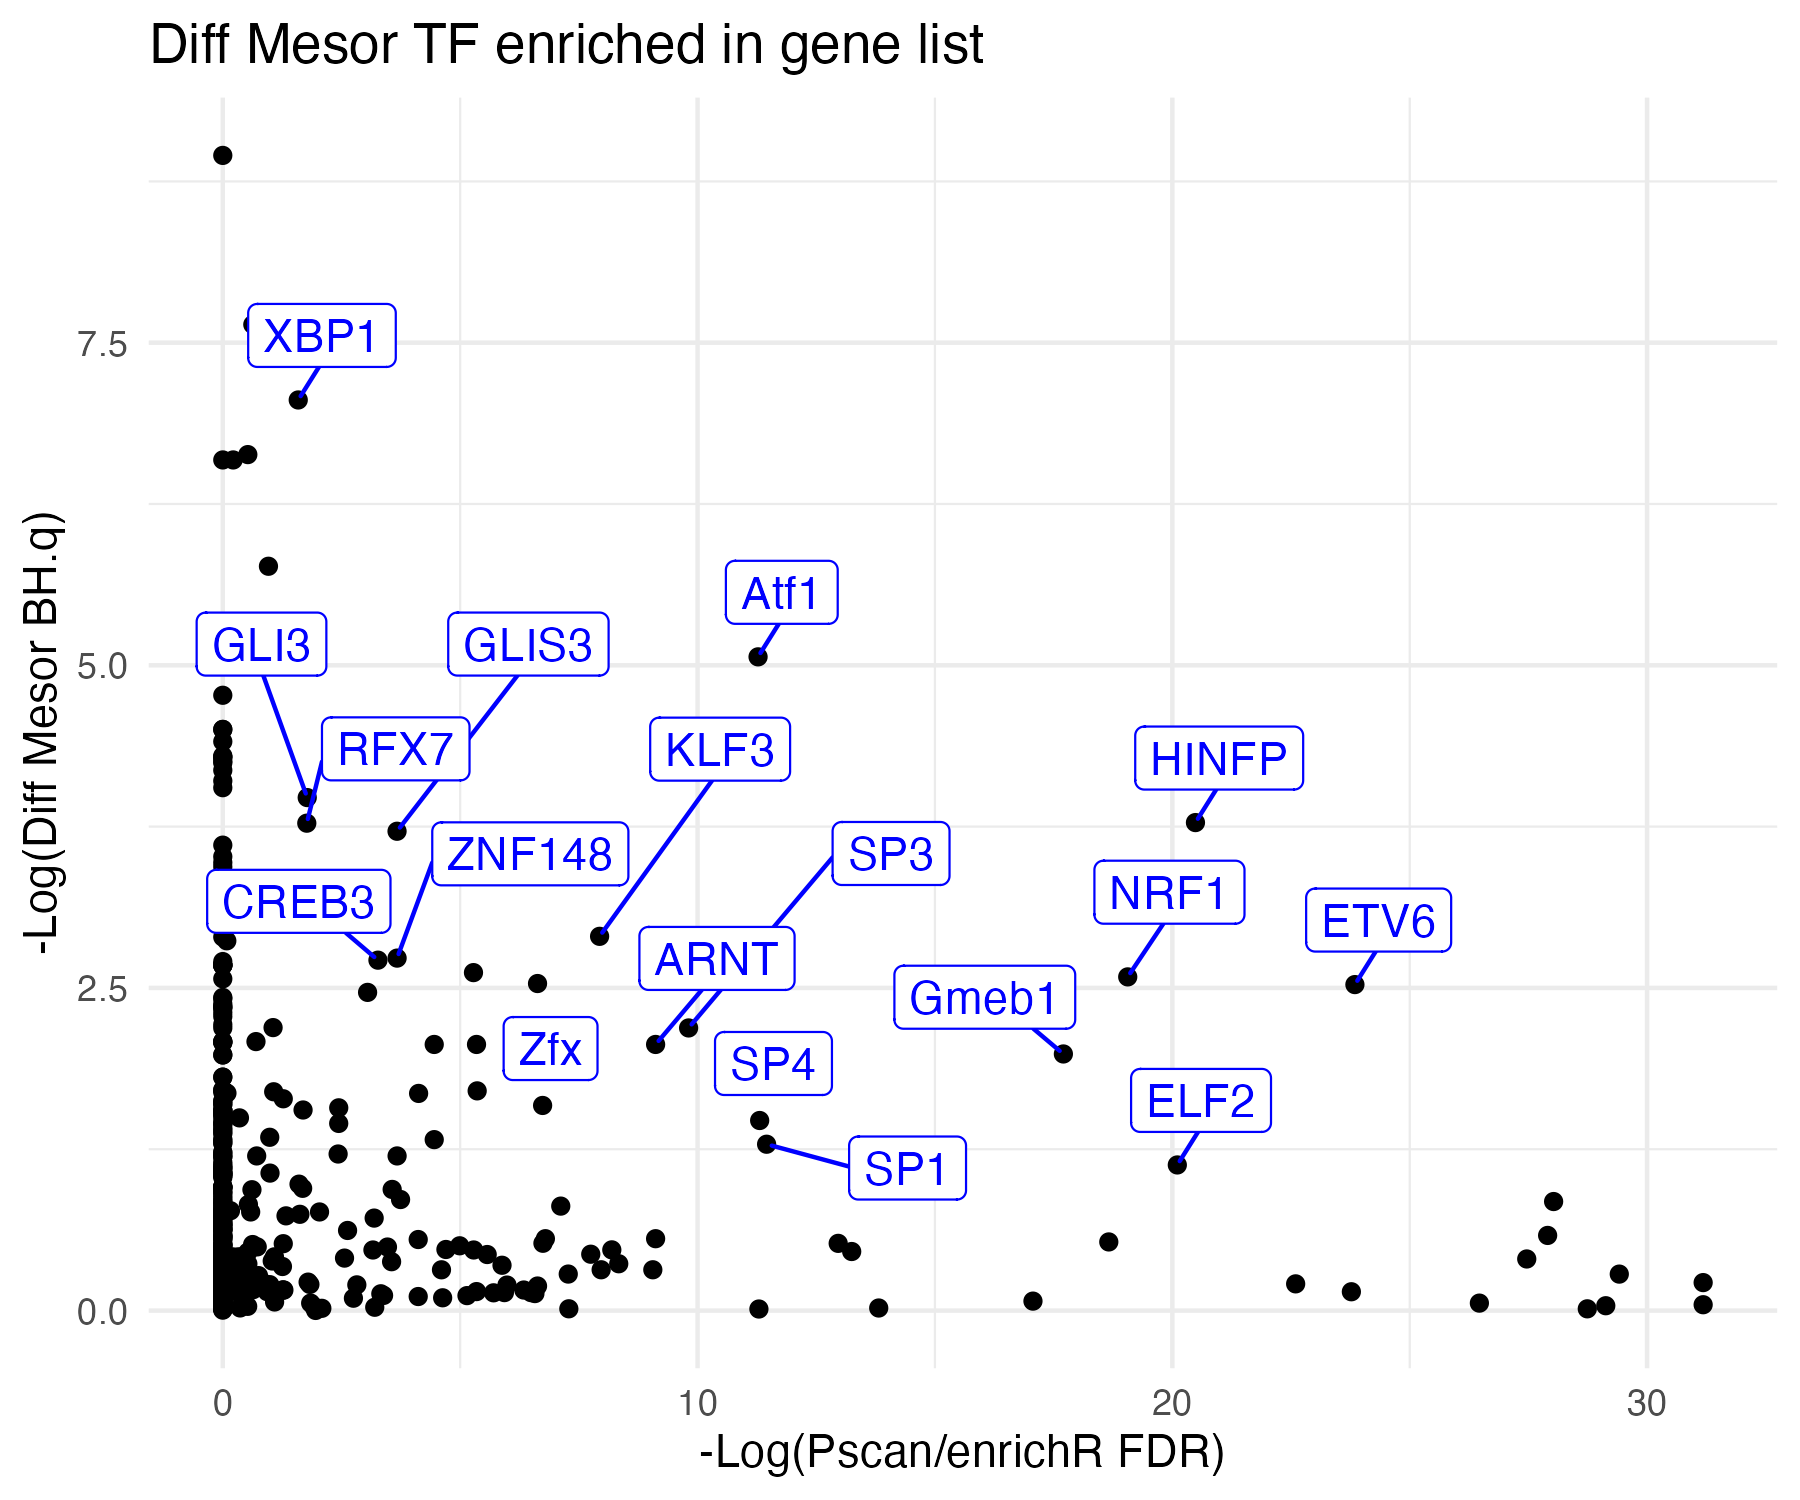 Diff Mesor TF enriched in gene list
-Log(Diff Mesor BH.q)
7.5
5.0
2.5
0.0
XBP1
Atf1
GLI3
GLIS3
RFX7
KLF3
HINFP
ZNF148
SP3
CREB3
NRF1
ETV6
ARNT
Gmeb1
Zfx
SP4
ELF2
SP1
0
10
20
30
-Log(Pscan/enrichR FDR)